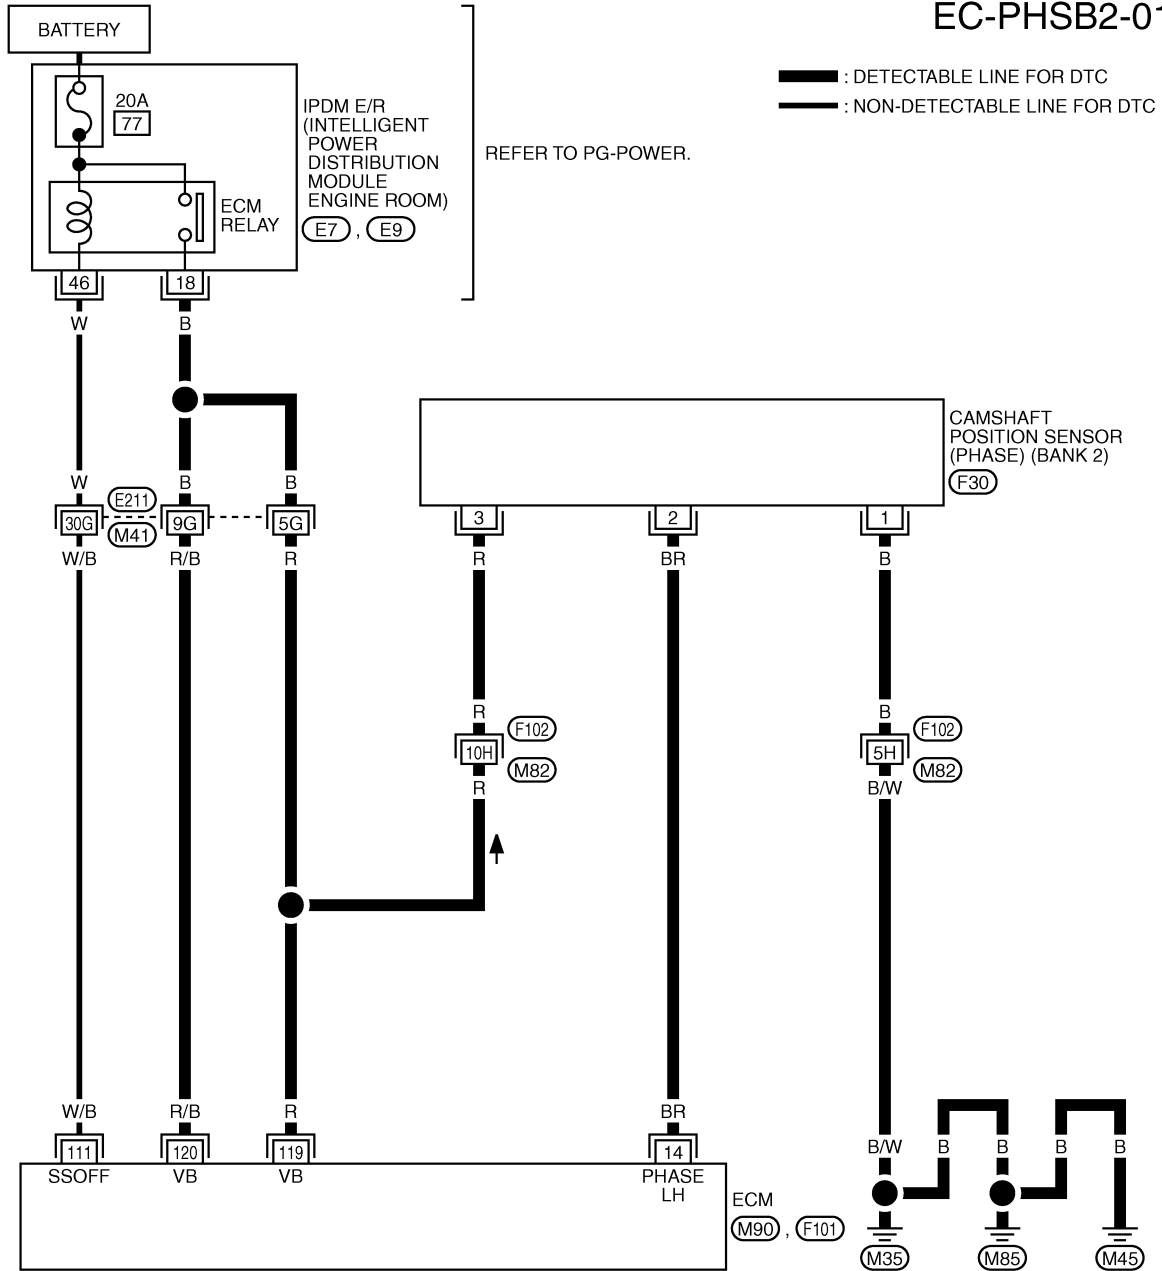 EC-PHSB2-01
BATTERY
: DETECTABLE LINE FOR DTC
: NON-DETECTABLE LINE FOR DTC
20A
77
IPDM E/R
(INTELLIGENT
POWER
DISTRIBUTION
MODULE
ENGINE ROOM)
E7 , E9
REFER TO PG-POWER.
ECM
RELAY
46 18
W B
CAMSHAFT
POSITION SENSOR
(PHASE) (BANK 2)
F30
W B B
E211
30G 9G 5G
M41
3 2 1
W/B R/B R R BR B
R B
F102 F102
10H 5H
M82 M82
R B/W
W/B R/B R BR
111 120 119 14
SSOFF VB VB PHASE
LH
B/W B B B B
ECM
M90 , F101
M35 M85 M45